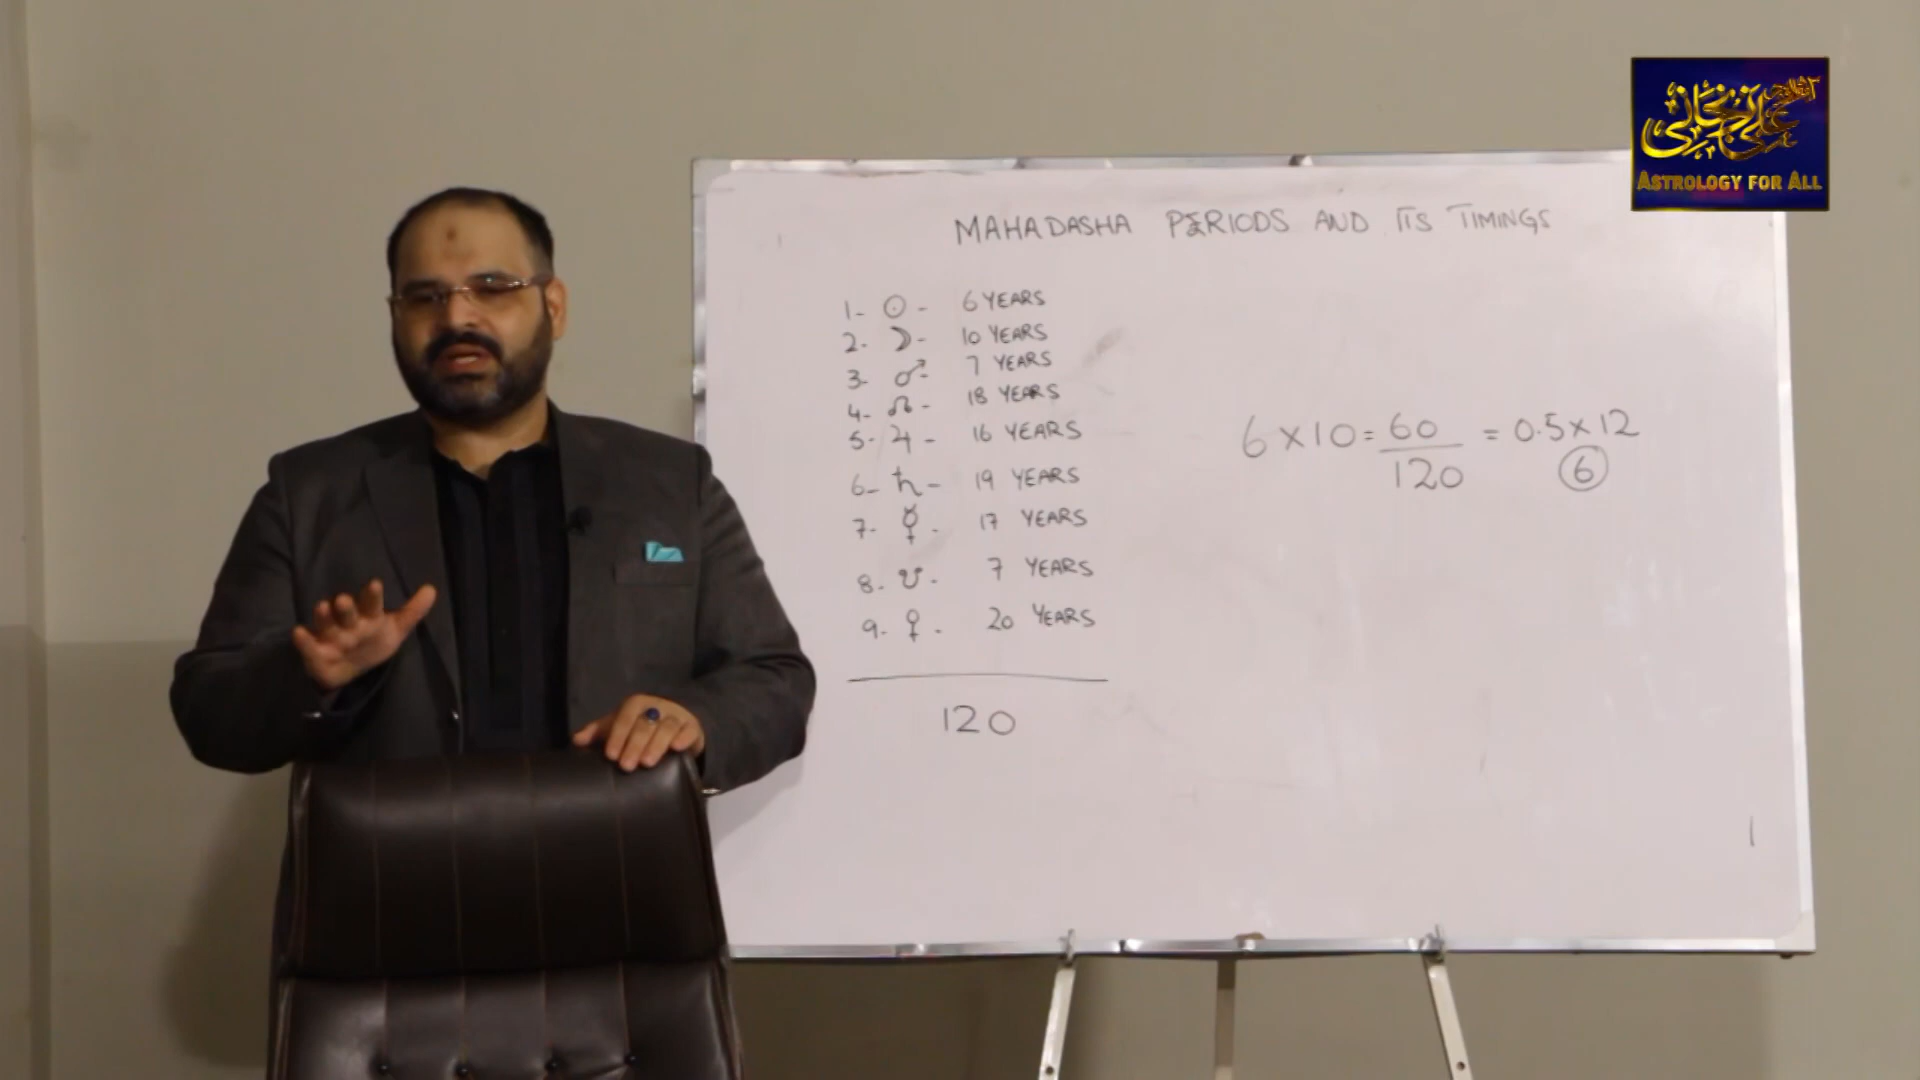 علی زنجانی
ASTROLOGY FOR ALL
MAHADASHA PERIODS AND ITS TIMINGS
1- ☉ - 6 YEARS
2- ☽ - 10 YEARS
3- ♂ - 7 YEARS
4- ☊ - 18 YEARS
5- ♃ - 16 YEARS
6- ♄ - 19 YEARS
7- ☿ - 17 YEARS
8- ☋ - 7 YEARS
9- ♀ - 20 YEARS
120
6 x 10 = 60/120 = 0.5 x 12
6